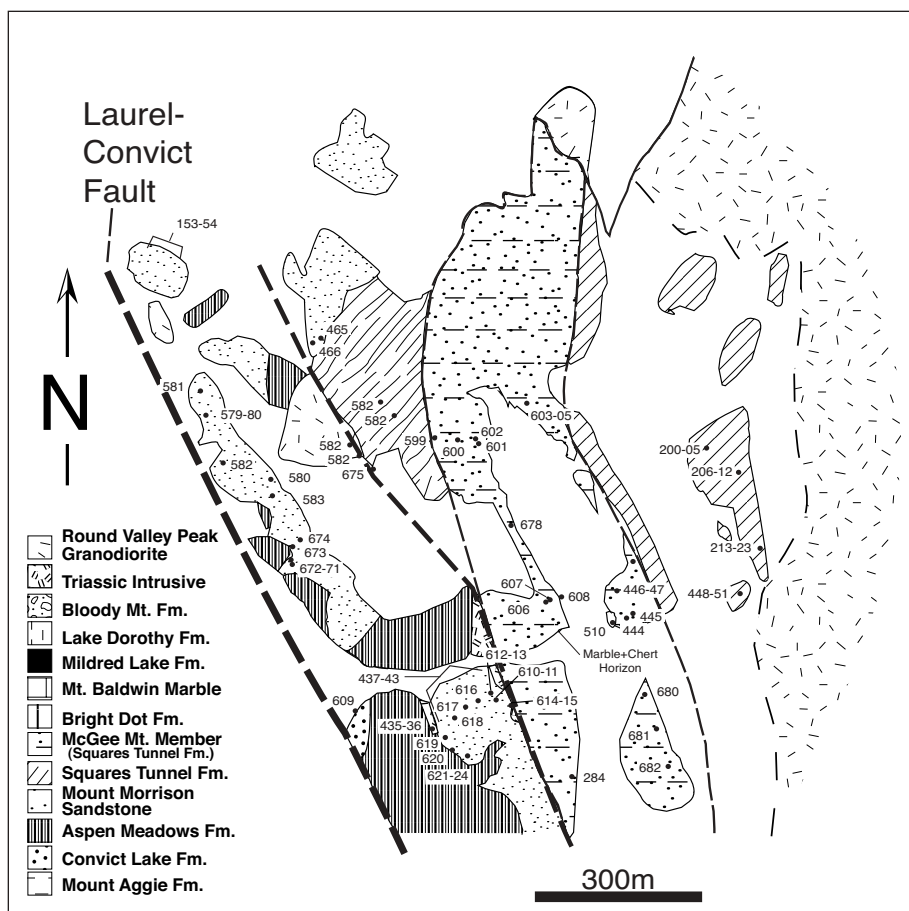 Laurel-
Convict
Fault
153-54
N
465
466
581
579-80
582
582
582
582
582
675
580
583
674
673
672-71
599
600
602
601
603-05
678
607
606
608
Marble+Chert
Horizon
200-05
206-12
213-23
446-47
448-51
510
444
445
612-13
610-11
614-15
437-43
616
617
618
609
435-36
619
620
621-24
284
680
681
682
Round Valley Peak
Granodiorite
Triassic Intrusive
Bloody Mt. Fm.
Lake Dorothy Fm.
Mildred Lake Fm.
Mt. Baldwin Marble
Bright Dot Fm.
McGee Mt. Member
(Squares Tunnel Fm.)
Squares Tunnel Fm.
Mount Morrison
Sandstone
Aspen Meadows Fm.
Convict Lake Fm.
Mount Aggie Fm.
300m